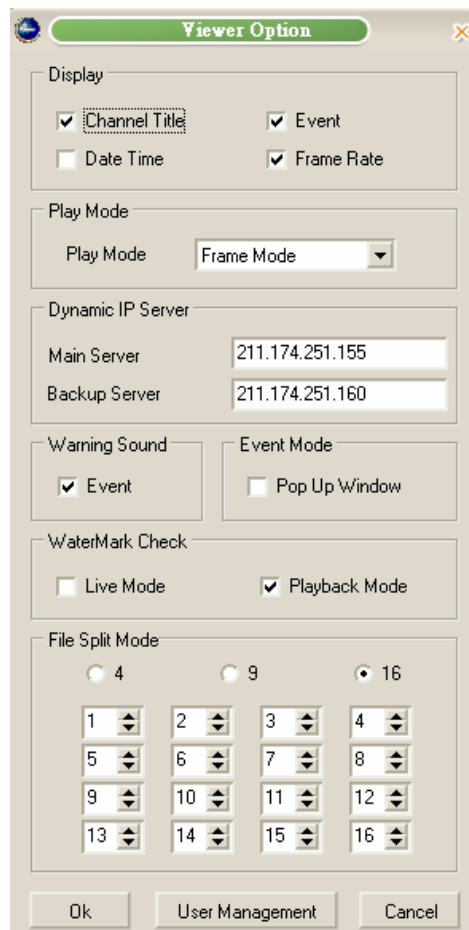 Viewer Option
Display
Channel Title
Event
Date Time
Frame Rate
Play Mode
Play Mode
Frame Mode
Dynamic IP Server
Main Server
211.174.251.155
Backup Server
211.174.251.160
Warning Sound
Event Mode
Event
Pop Up Window
WaterMark Check
Live Mode
Playback Mode
File Split Mode
4 9 16
1 2 3 4
5 6 7 8
9 10 11 12
13 14 15 16
Ok User Management Cancel